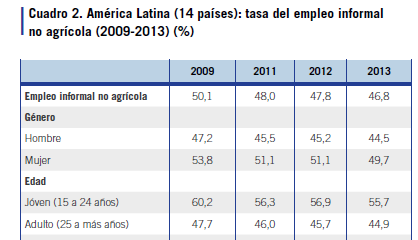 Cuadro 2. América Latina (14 países): tasa del empleo informal
no agrícola (2009-2013) (%)
2009 2011 2012 2013
Empleo informal no agrícola 50,1 48,0 47,8 46,8
Género
Hombre 47,2 45,5 45,2 44,5
Mujer 53,8 51,1 51,1 49,7
Edad
Jóven (15 a 24 años) 60,2 56,3 56,9 55,7
Adulto (25 a más años) 47,7 46,0 45,7 44,9